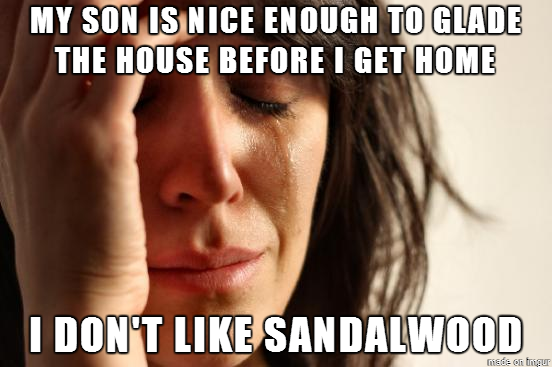 MY SON IS NICE ENOUGH TO GLADE
THE HOUSE BEFORE I GET HOME
I DON'T LIKE SANDALWOOD
made on imgur